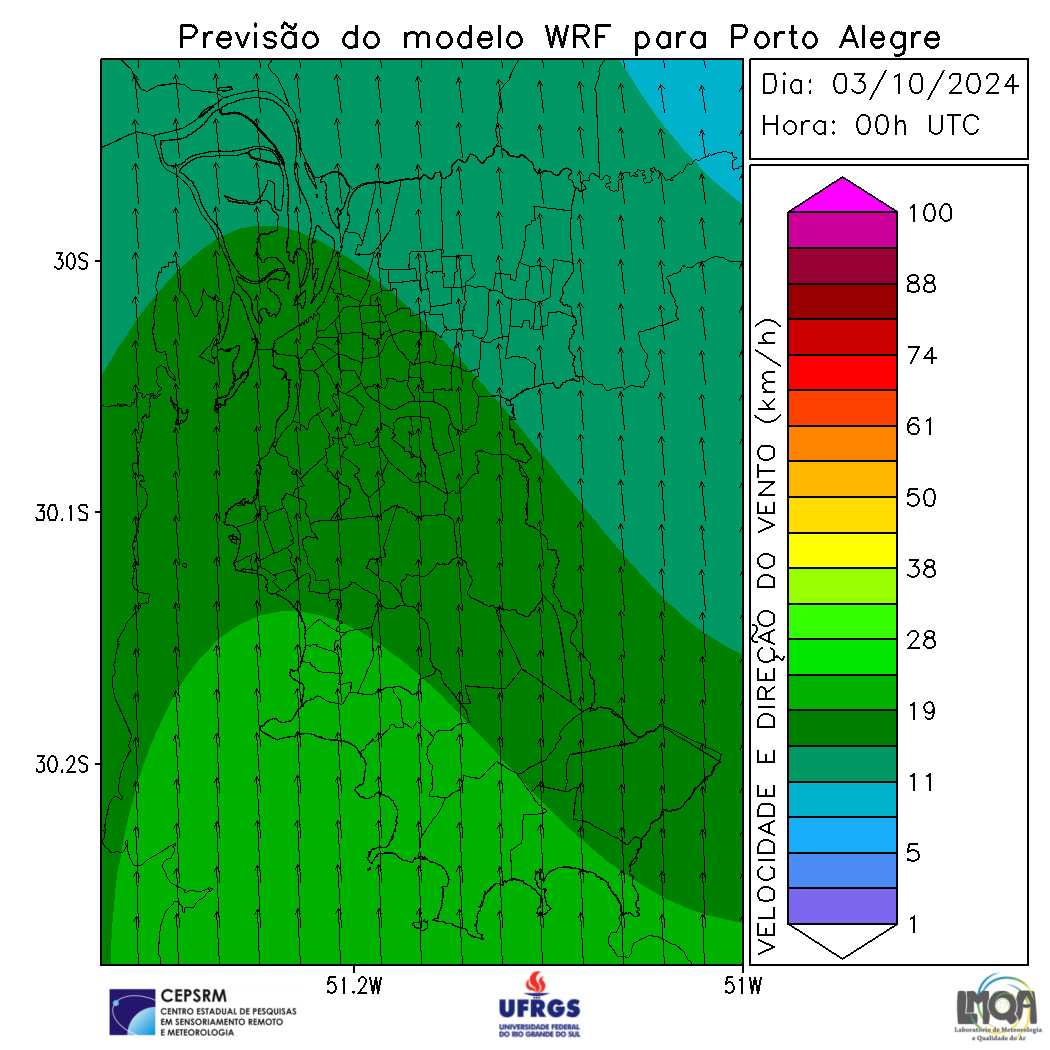 Previsão do modelo WRF para Porto Alegre
Dia: 03/10/2024
Hora: 00h UTC
30S
30.1S
30.2S
51.2W
51W
VELOCIDADE E DIREÇÃO DO VENTO (km/h)
100
88
74
61
50
38
28
19
11
5
1
CEPSRM
CENTRO ESTADUAL DE PESQUISAS
EM SENSORIAMENTO REMOTO
E METEOROLOGIA
UFRGS
UNIVERSIDADE FEDERAL
DO RIO GRANDE DO SUL
LMQA
Laboratório de Meteorologia
e Qualidade do Ar